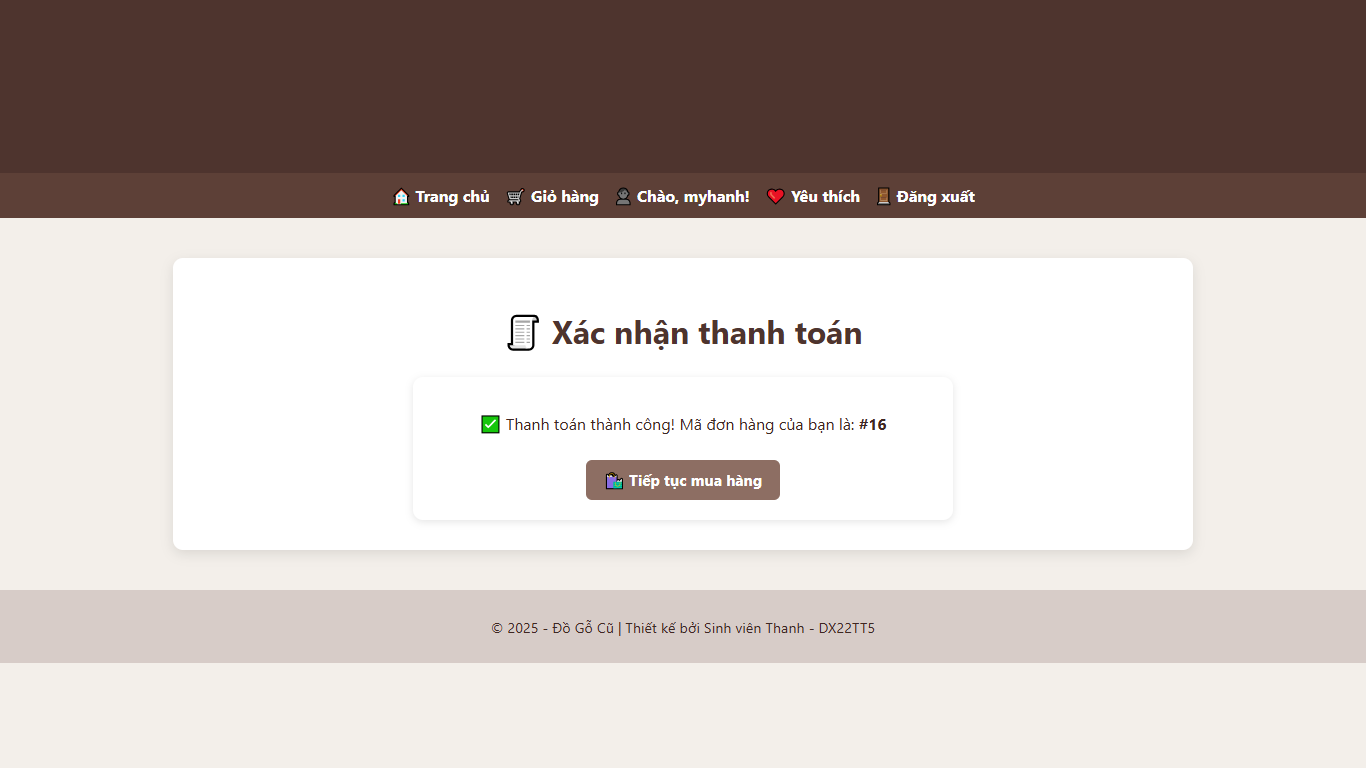 🏠 Trang chủ 🛒 Giỏ hàng 👤 Chào, myhanh! ❤️ Yêu thích 🚪 Đăng xuất
🧾 Xác nhận thanh toán
✅ Thanh toán thành công! Mã đơn hàng của bạn là: #16
🛍️ Tiếp tục mua hàng
© 2025 - Đồ Gỗ Cũ | Thiết kế bởi Sinh viên Thanh - DX22TT5